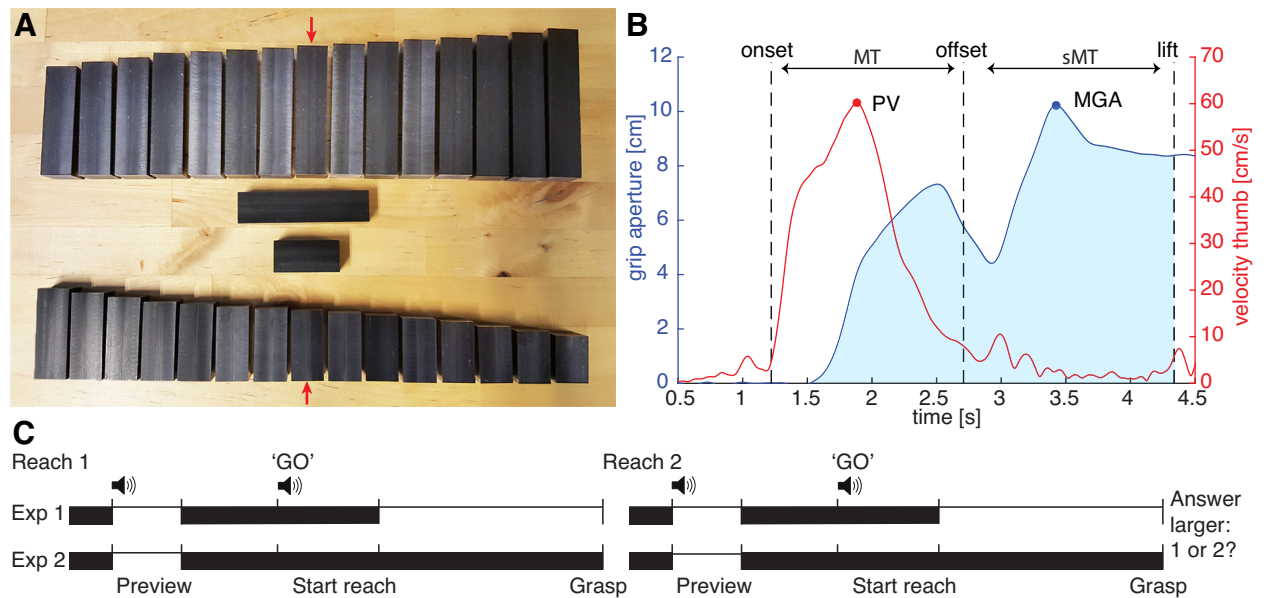 A
B
onset
MT
offset
sMT
lift
PV
MGA
grip aperture [cm]
12
10
8
6
4
2
0
velocity thumb [cm/s]
70
60
50
40
30
20
10
0
0.5 1 1.5 2 2.5 3 3.5 4 4.5
time [s]
C
Reach 1 ‘GO’ Reach 2 ‘GO’
Exp 1
Exp 2
Answer
larger:
1 or 2?
Preview Start reach Grasp Preview Start reach Grasp